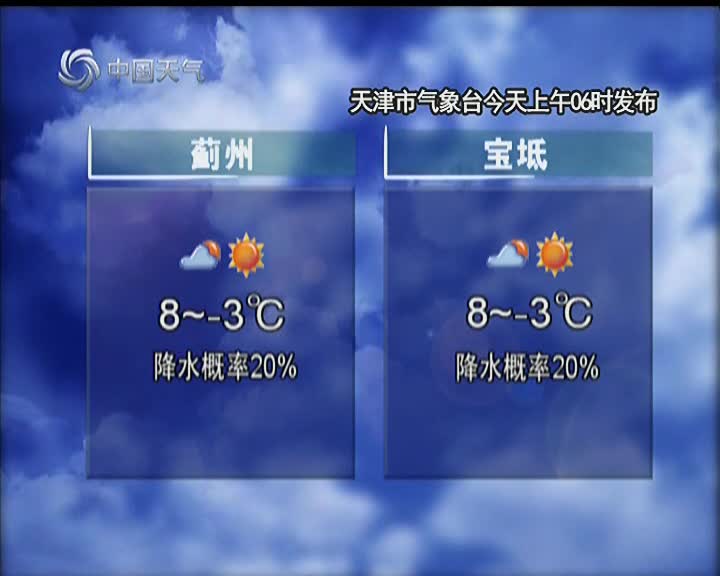 中国天气
天津市气象台今天上午06时发布
蓟州
宝坻
8~-3℃
8~-3℃
降水概率20%
降水概率20%